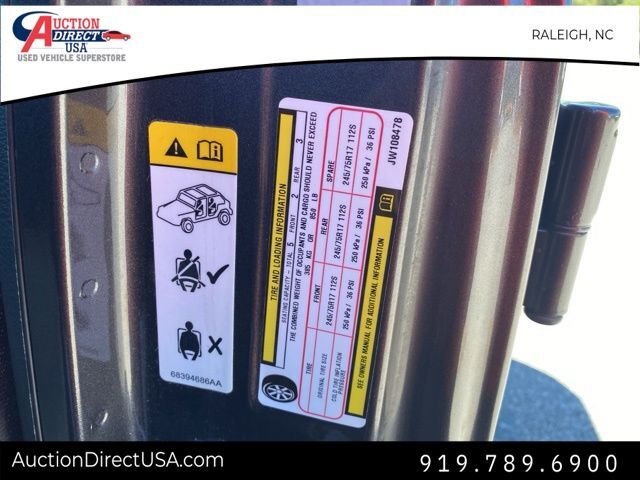 AUCTION
DIRECT
USA
USED VEHICLE SUPERSTORE
RALEIGH, NC
68394686AA
TIRE AND LOADING INFORMATION
SEATING CAPACITY - TOTAL 5 FRONT 2 REAR 3
THE COMBINED WEIGHT OF OCCUPANTS AND CARGO SHOULD NEVER EXCEED
385 KG OR 850 LB
TIRE FRONT REAR SPARE
ORIGINAL TIRE SIZE 245/75R17 112S 245/75R17 112S 245/75R17 112S
COLD TIRE INFLATION PRESSURE 250 kPa/ 36 PSI 250 kPa/ 36 PSI 250 kPa/ 36 PSI
SEE OWNERS MANUAL FOR ADDITIONAL INFORMATION
JW108478
AuctionDirectUSA.com
919.789.6900